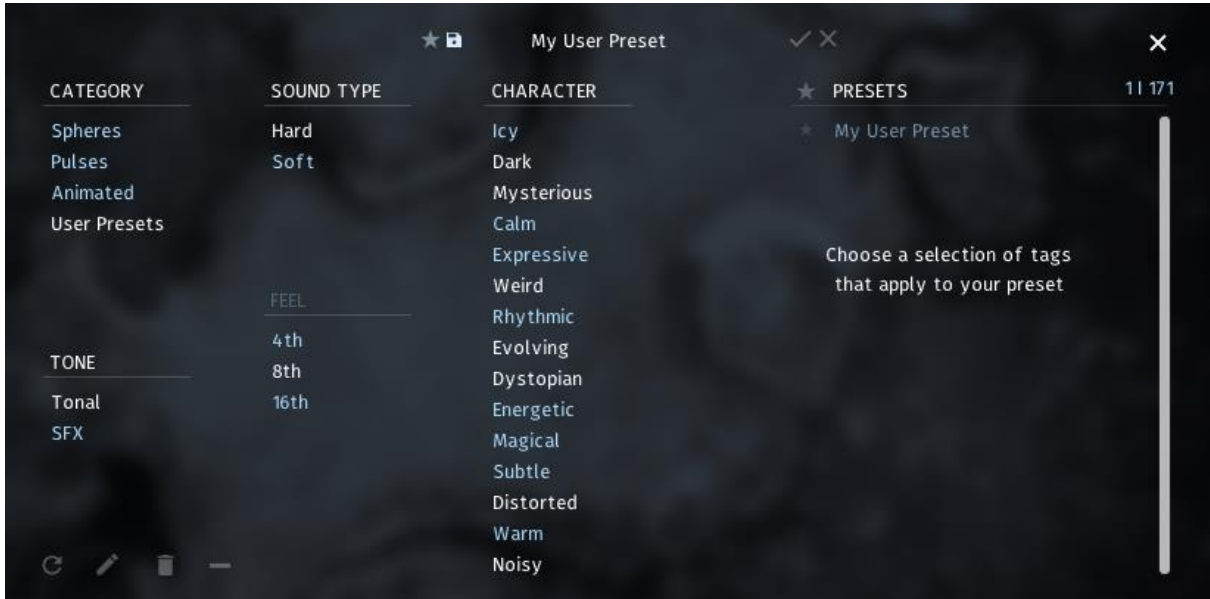 My User Preset
CATEGORY
Spheres
Pulses
Animated
User Presets
TONE
Tonal
SFX
SOUND TYPE
Hard
Soft
FEEL
4th
8th
16th
CHARACTER
Icy
Dark
Mysterious
Calm
Expressive
Weird
Rhythmic
Evolving
Dystopian
Energetic
Magical
Subtle
Distorted
Warm
Noisy
PRESETS
1| 171
My User Preset
Choose a selection of tags
that apply to your preset